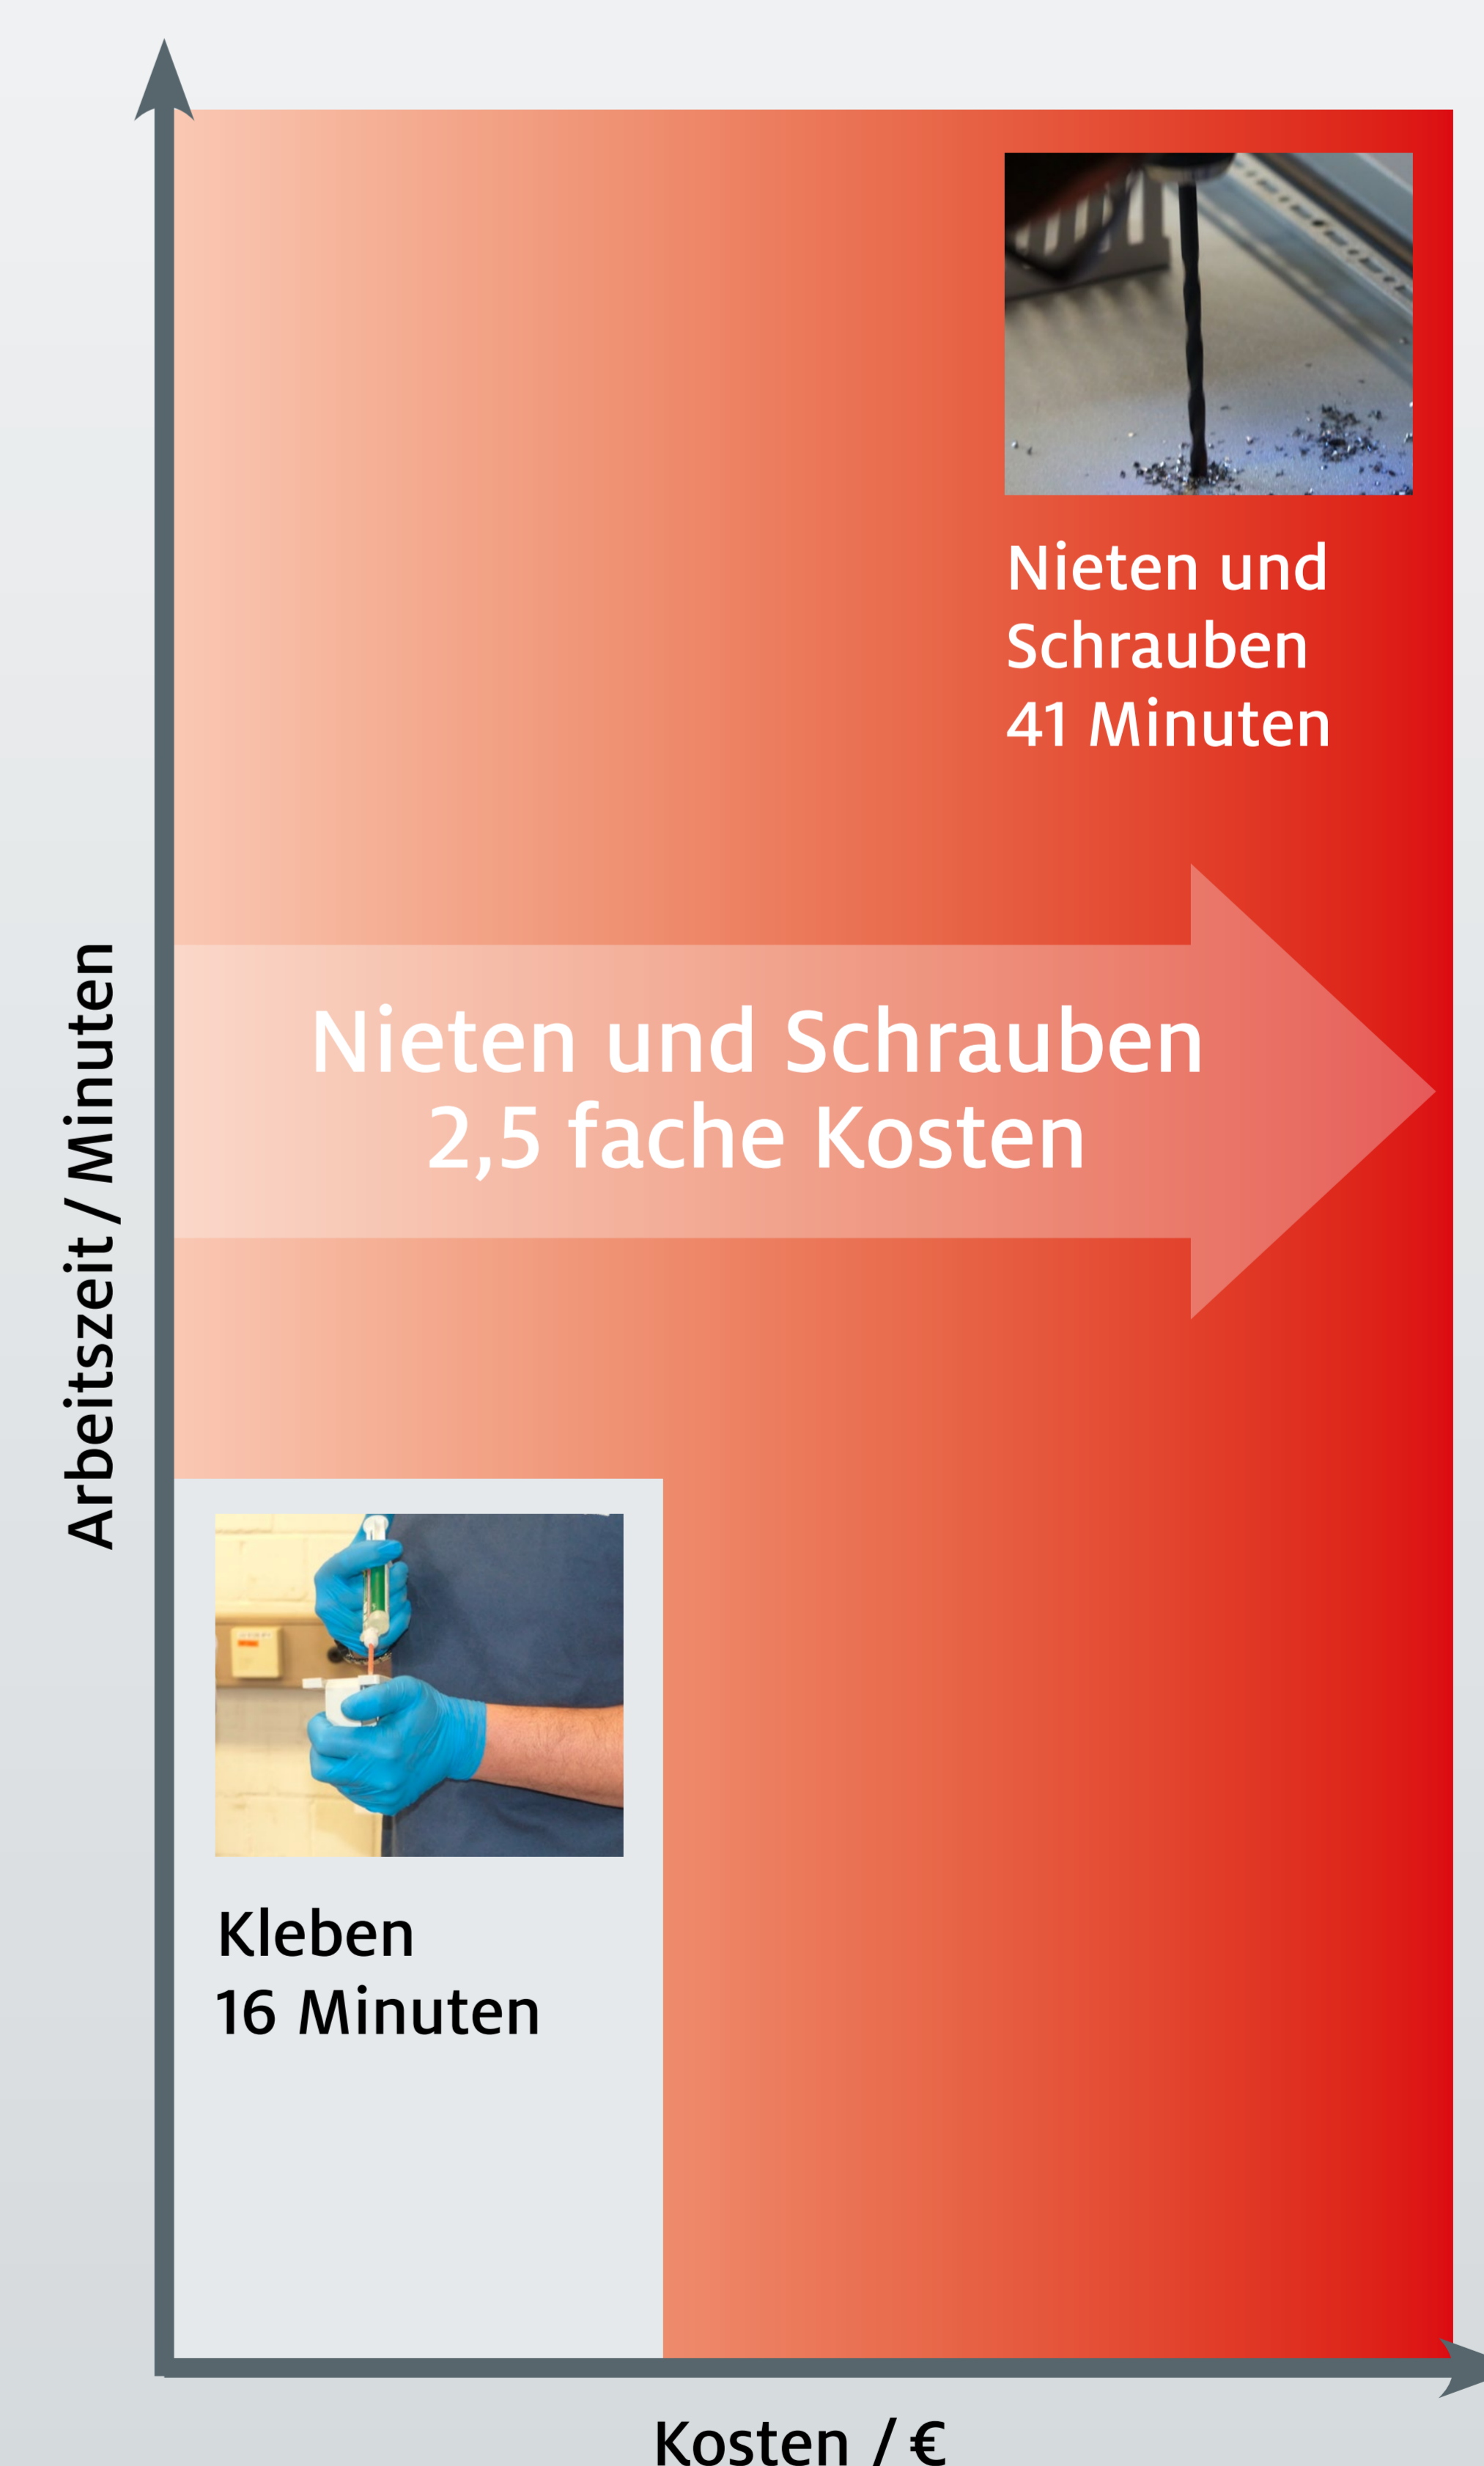 Nieten und
Schrauben
41 Minuten
Nieten und Schrauben
2,5 fache Kosten
Arbeitszeit / Minuten
Kleben
16 Minuten
Kosten / €